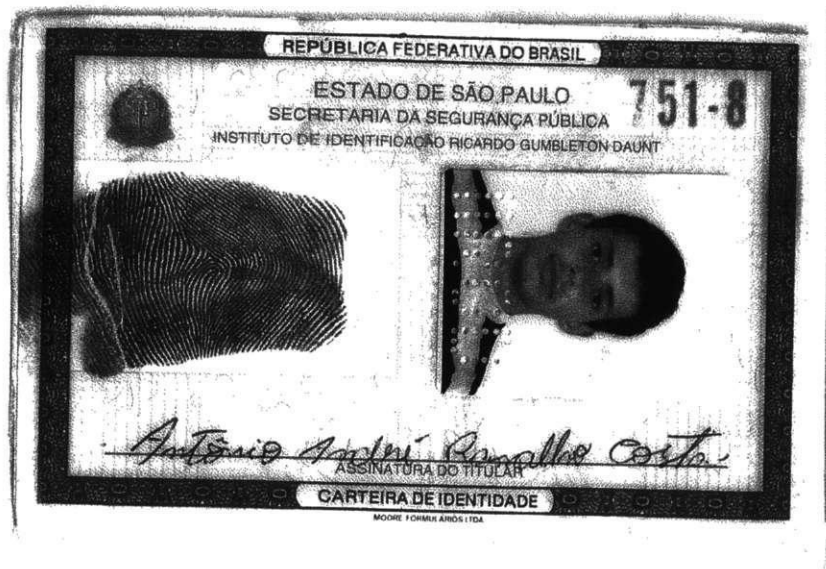 REPÚBLICA FEDERATIVA DO BRASIL
ESTADO DE SÃO PAULO
751-8
SECRETARIA DA SEGURANÇA PÚBLICA
INSTITUTO DE IDENTIFICAÇÃO RICARDO GUMBLETON DAUNT
Antônio André Carvalho Costa
ASSINATURA DO TITULAR
CARTEIRA DE IDENTIDADE
MOORE FORMULÁRIOS LTDA